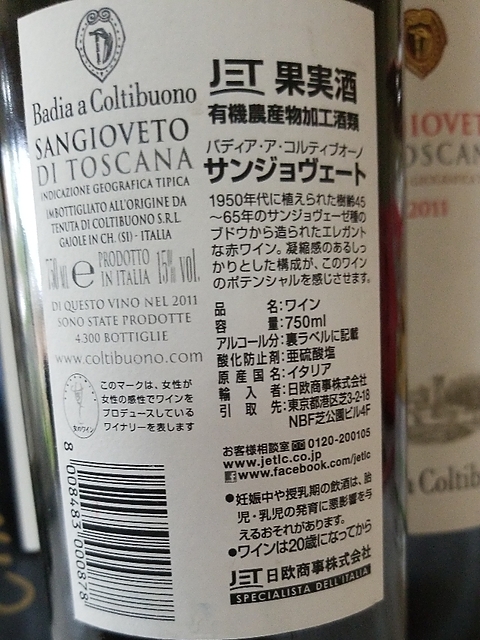 Badia a Coltibuono
SANGIOVETO
DI TOSCANA
INDICAZIONE GEOGRAFICA TIPICA
IMBOTTIGLIATO ALL'ORIGINE DA
TENUTA DI COLTIBUONO S.R.L.
GAIOLE IN CH. (SI) - ITALIA
750 ml e PRODOTTO IN ITALIA 15% vol.
DI QUESTO VINO NEL 2011
SONO STATE PRODOTTE
4300 BOTTIGLIE
www.coltibuono.com
このマークは、女性が
女性の感性でワインを
プロデュースしている
ワイナリーを表します
女のワイン
8 008483 000878
JET 果実酒
有機農産物加工酒類
バディア・ア・コルティブオーノ
サンジョヴェート
1950年代に植えられた樹齢45
～65年のサンジョヴェーゼ種の
ブドウから造られたエレガント
な赤ワイン。凝縮感のあるしっ
かりとした構成が、このワイン
のポテンシャルを感じさせます。
品名:ワイン
容量:750ml
アルコール分:裏ラベルに記載
酸化防止剤:亜硫酸塩
原産国名:イタリア
輸入者:日欧商事株式会社
引取先:東京都港区芝3-2-18
NBF芝公園ビル4F
お客様相談室 0120-200105
www.jetlc.co.jp
www.facebook.com/jetlc
●妊娠中や授乳期の飲酒は、胎
児・乳児の発育に悪影響を与
えるおそれがあります。
●ワインは20歳になってから
JET 日欧商事株式会社
SPECIALISTA DELL'ITALIA
IOVET
OSCAN
GEOGRAFICA
2011
a Coltib